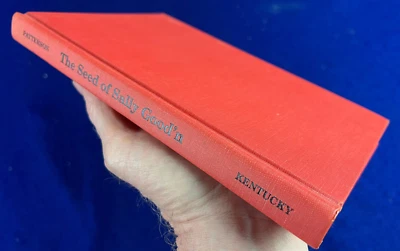 PATTERSON
The Seed of Sally Good'n
KENTUCKY